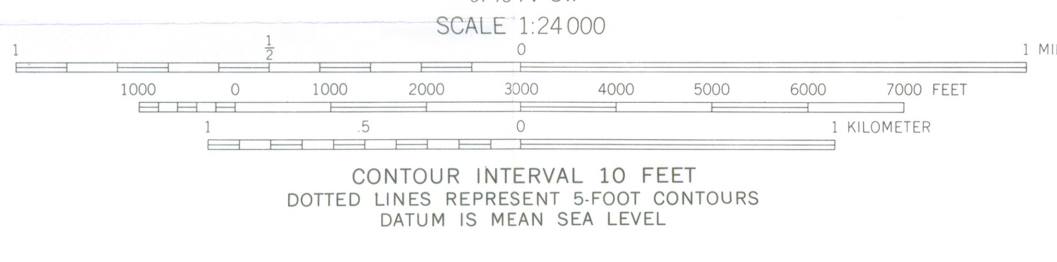 SCALE 1:24 000
1 1/2 0 1
1000 0 1000 2000 3000 4000 5000 6000 7000 FEET
1 .5 0 1 KILOMETER
CONTOUR INTERVAL 10 FEET
DOTTED LINES REPRESENT 5-FOOT CONTOURS
DATUM IS MEAN SEA LEVEL